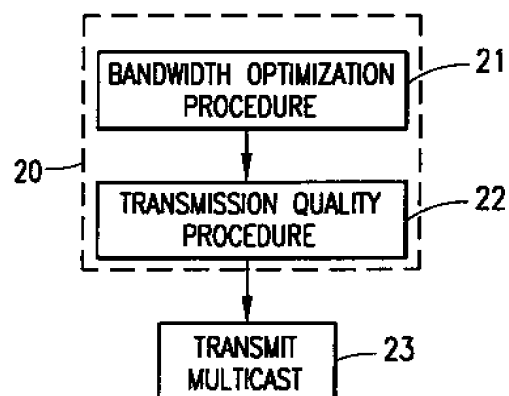 BANDWIDTH OPTIMIZATION
PROCEDURE
21
20
TRANSMISSION QUALITY
PROCEDURE
22
TRANSMIT
MULTICAST
23